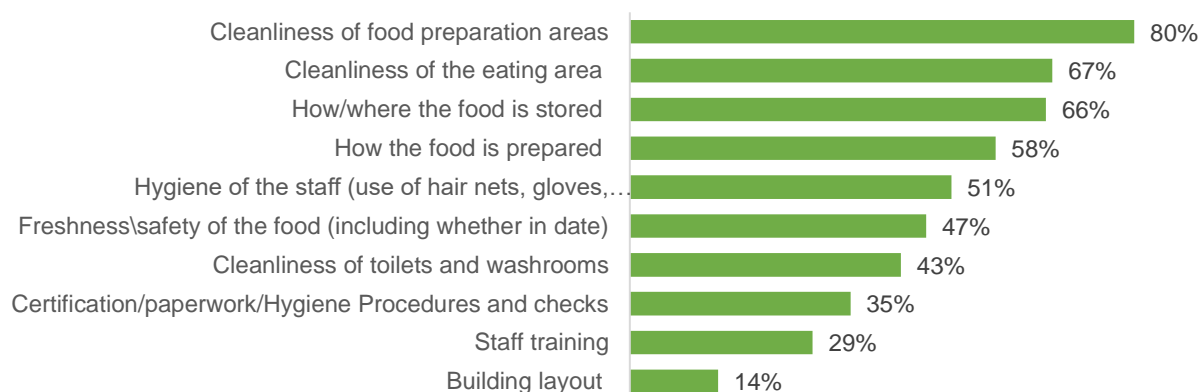 Cleanliness of food preparation areas 80%
Cleanliness of the eating area 67%
How/where the food is stored 66%
How the food is prepared 58%
Hygiene of the staff (use of hair nets, gloves,... 51%
Freshness\safety of the food (including whether in date) 47%
Cleanliness of toilets and washrooms 43%
Certification/paperwork/Hygiene Procedures and checks 35%
Staff training 29%
Building layout 14%